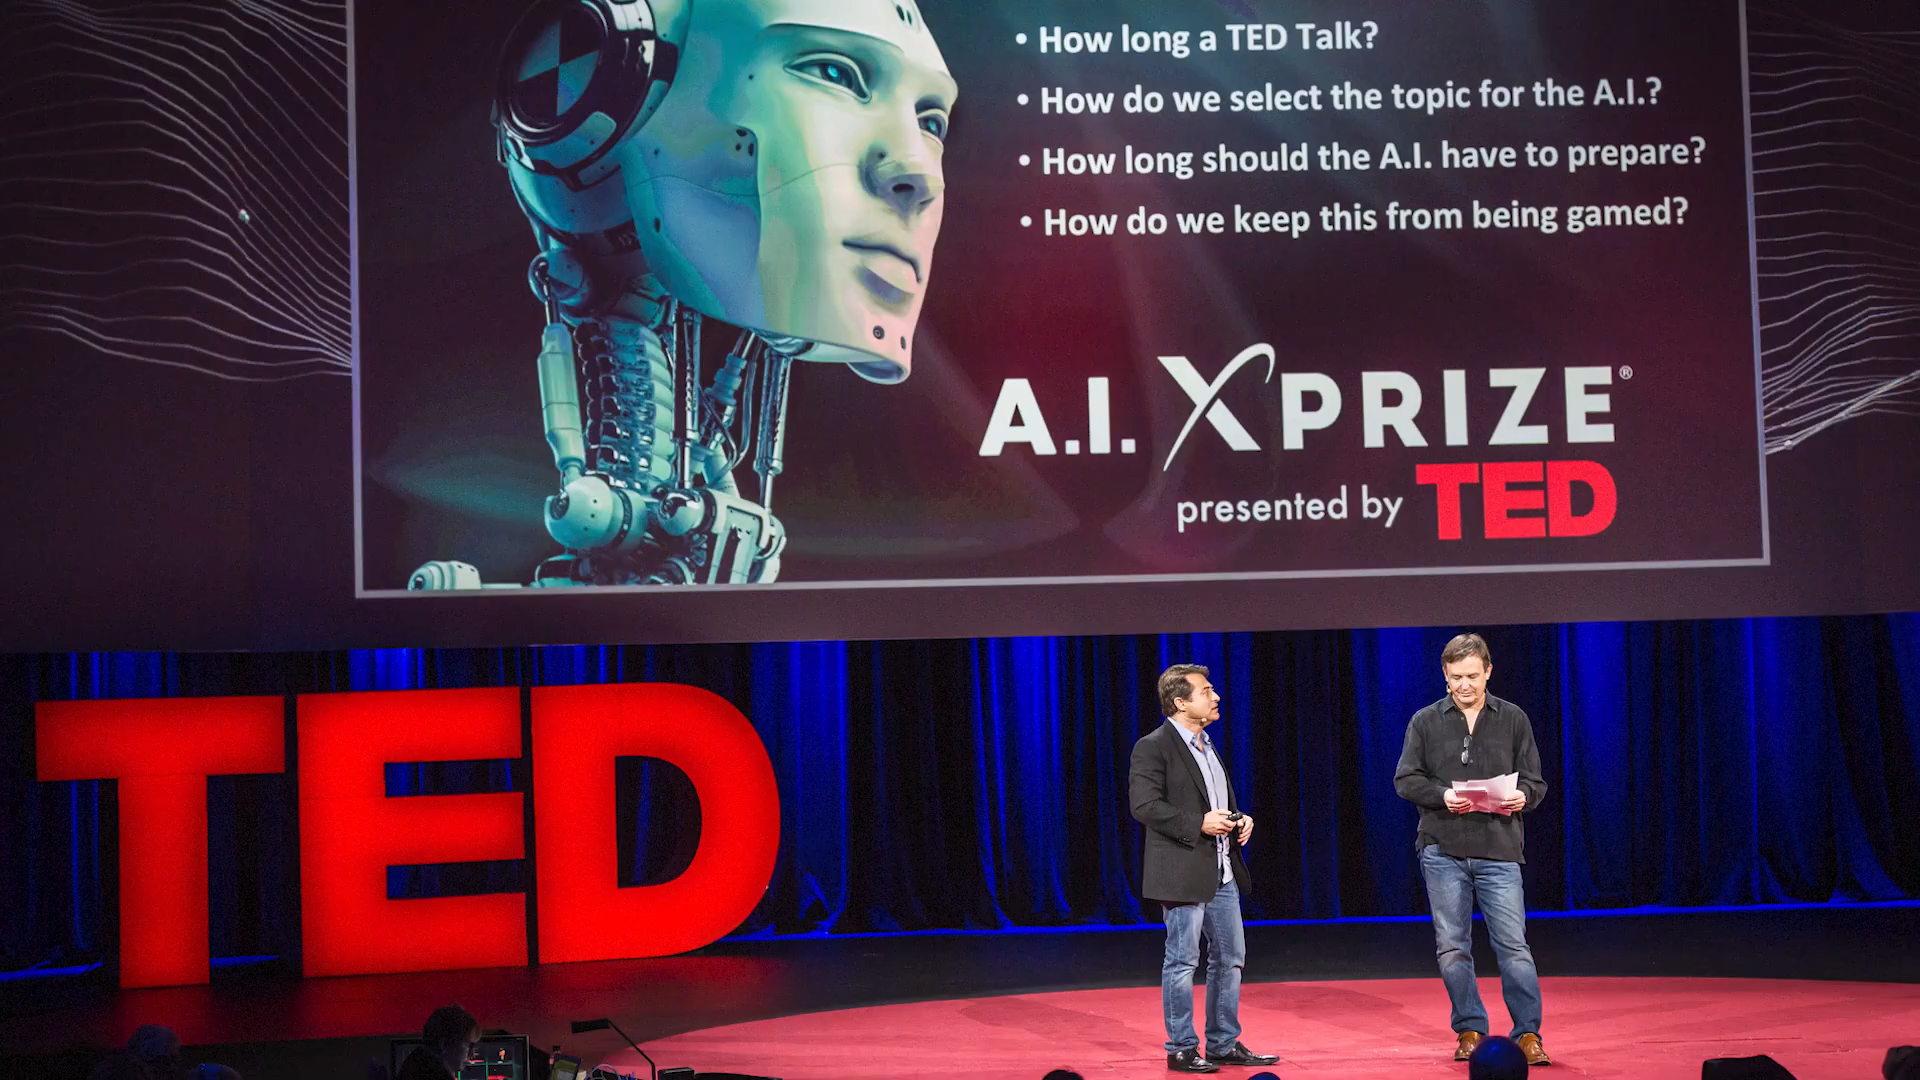 • How long a TED Talk?
• How do we select the topic for the A.I.?
• How long should the A.I. have to prepare?
• How do we keep this from being gamed?
A.I. XPRIZE®
presented by TED
TED